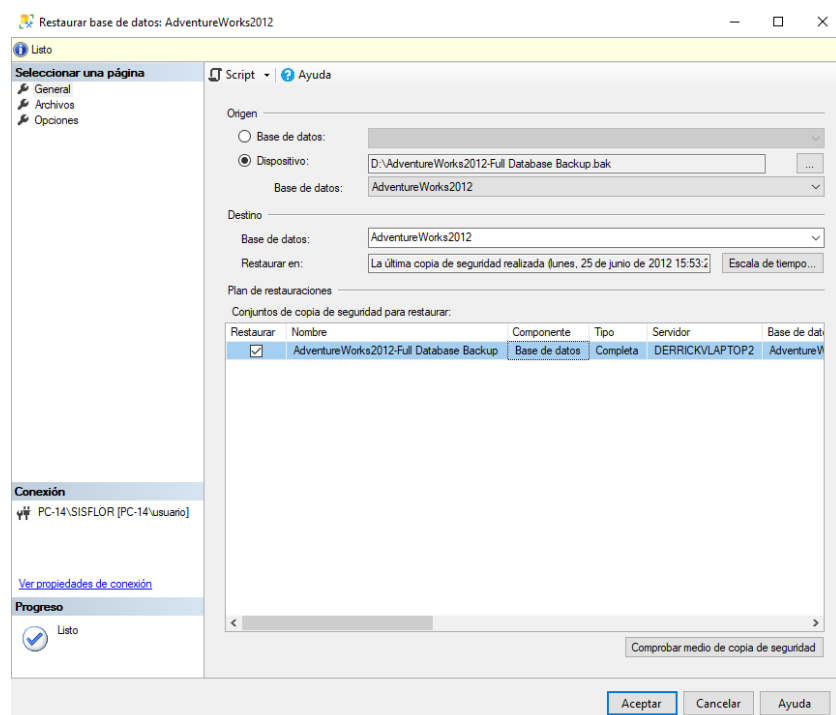 Restaurar base de datos: AdventureWorks2012
Listo
Seleccionar una página
General
Archivos
Opciones
Script Ayuda
Origen
Base de datos:
Dispositivo: D:\AdventureWorks2012-Full Database Backup.bak ...
Base de datos: AdventureWorks2012
Destino
Base de datos: AdventureWorks2012
Restaurar en: La última copia de seguridad realizada (lunes, 25 de junio de 2012 15:53:2 Escala de tiempo...
Plan de restauraciones
Conjuntos de copia de seguridad para restaurar:
Restaurar Nombre Componente Tipo Servidor Base de dat
AdventureWorks2012-Full Database Backup Base de datos Completa DERRICKVLAPTOP2 AdventureW
Conexión
PC-14\SISFLOR [PC-14\usuario]
Ver propiedades de conexión
Progreso
Listo
Comprobar medio de copia de seguridad
Aceptar Cancelar Ayuda